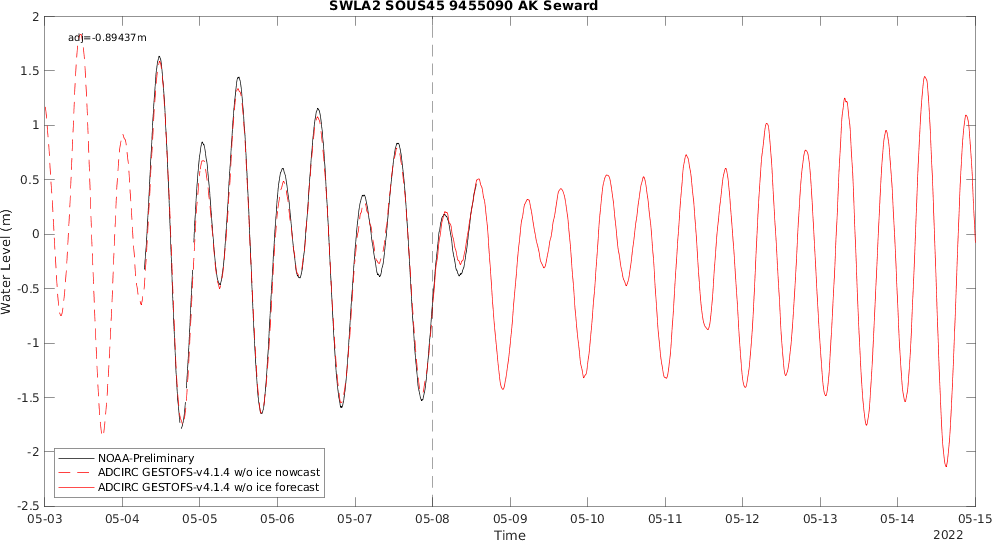 SWLA2 SOUS45 9455090 AK Seward
adj=-0.89437m
2
1.5
1
0.5
0
-0.5
-1
-1.5
-2
-2.5
Water Level (m)
NOAA-Preliminary
ADCIRC GESTOFS-v4.1.4 w/o ice nowcast
ADCIRC GESTOFS-v4.1.4 w/o ice forecast
05-03 05-04 05-05 05-06 05-07 05-08 05-09 05-10 05-11 05-12 05-13 05-14 05-15
Time
2022